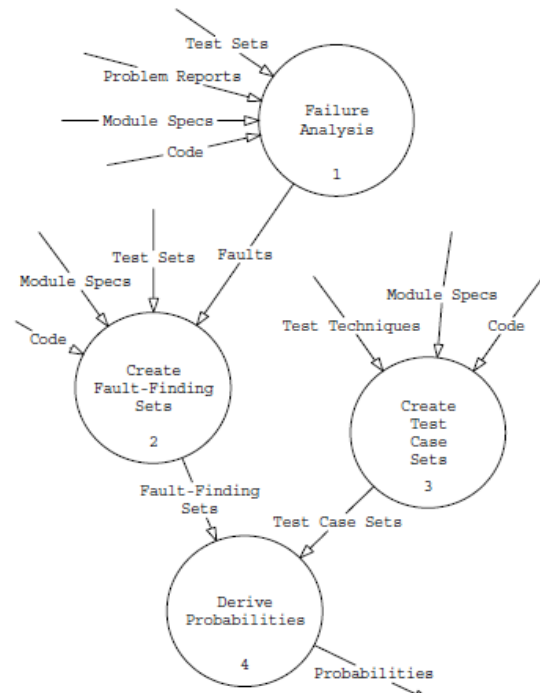 Test Sets
Problem Reports
Module Specs
Code
Failure
Analysis
1
Faults
Test Sets
Module Specs
Code
Create
Fault-Finding
Sets
2
Module Specs
Test Techniques
Code
Create
Test
Case
Sets
3
Fault-Finding
Sets
Test Case Sets
Derive
Probabilities
4
Probabilities